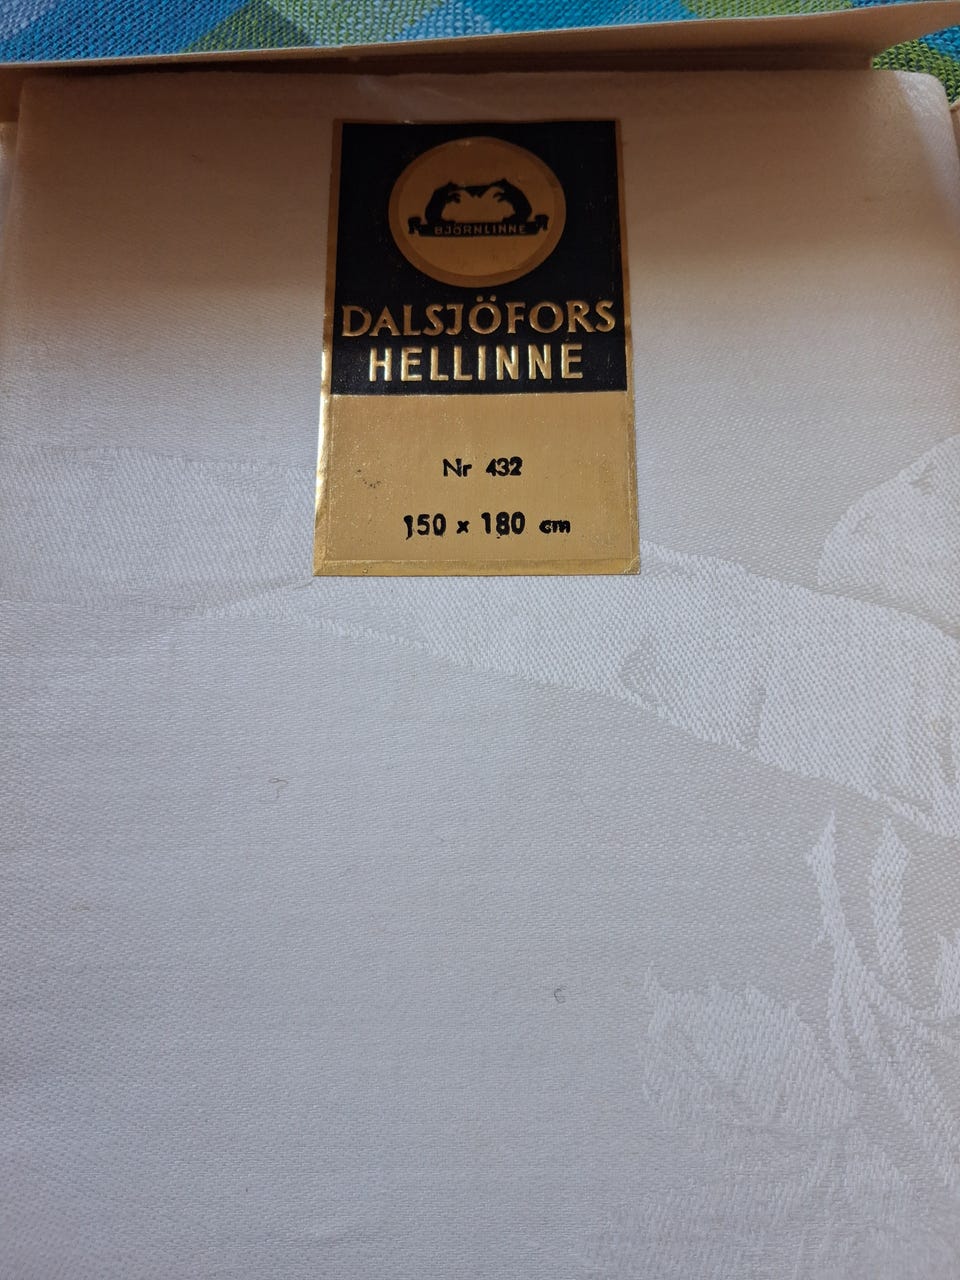 BJÖRNLINNE
DALSJÖFORS
HELLINNE
Nr 432
150 x 180 cm